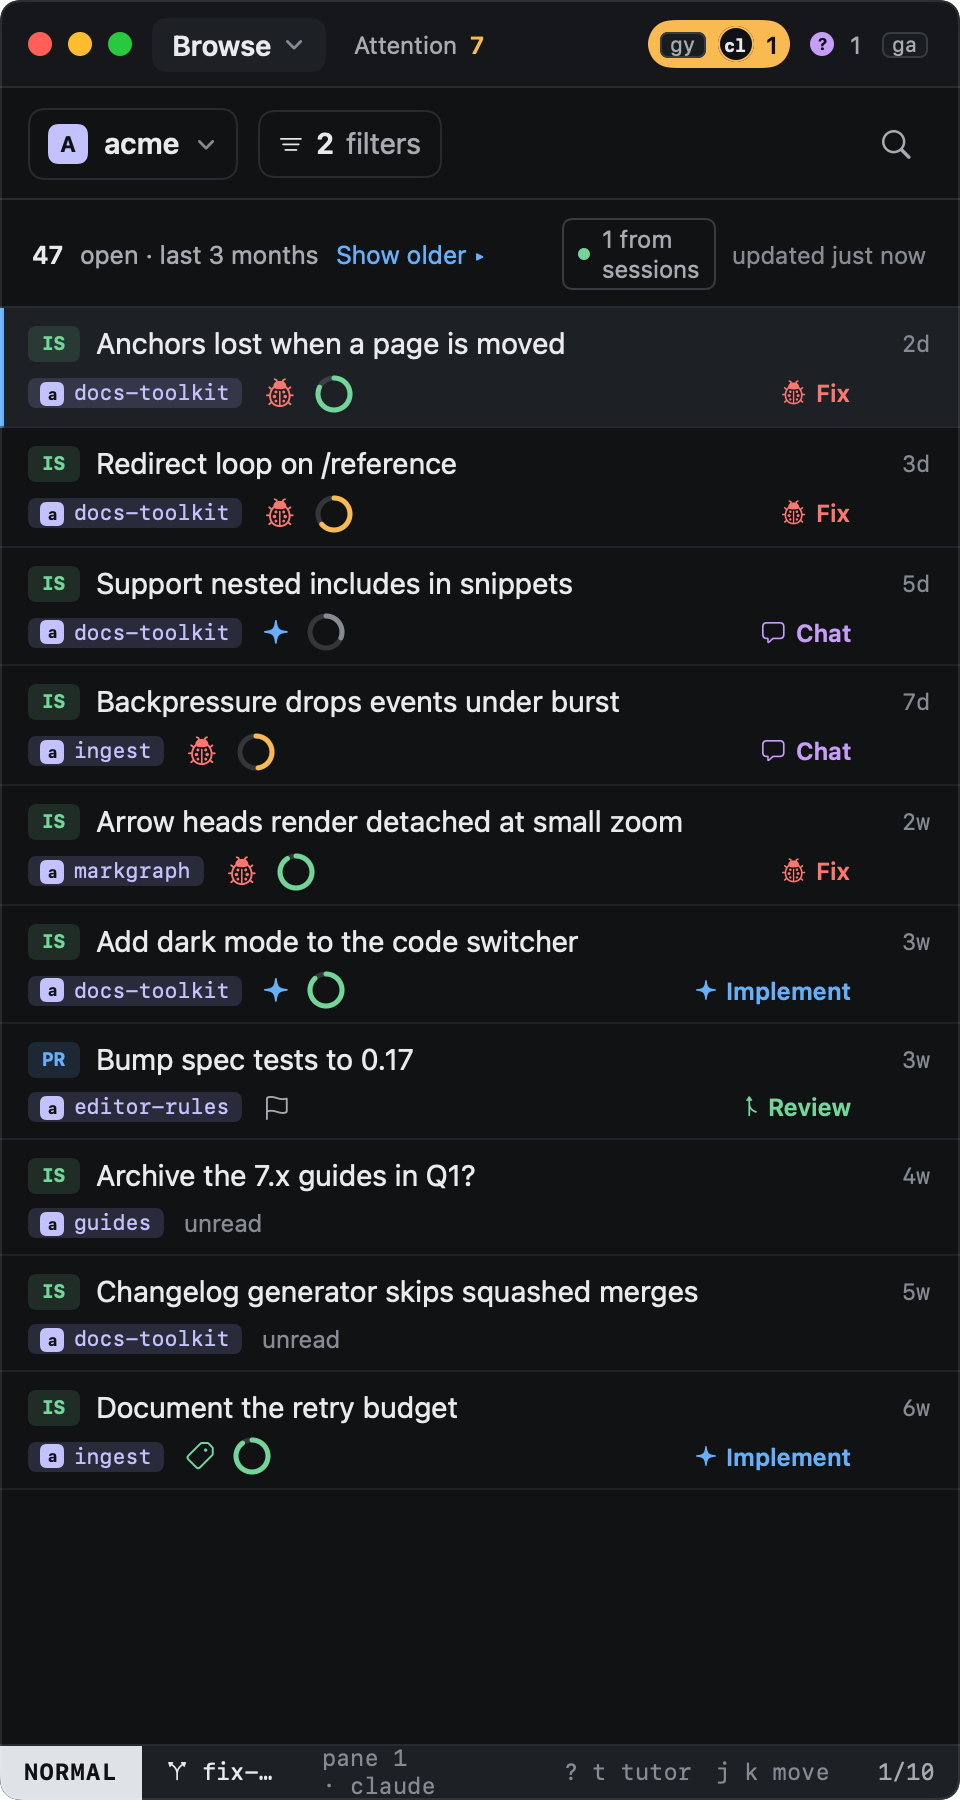 Browse Attention 7 gy cl 1 ? 1 ga
A acme 2 filters
47 open · last 3 months Show older ▸ 1 from sessions updated just now
IS Anchors lost when a page is moved 2d
a docs-toolkit Fix
IS Redirect loop on /reference 3d
a docs-toolkit Fix
IS Support nested includes in snippets 5d
a docs-toolkit Chat
IS Backpressure drops events under burst 7d
a ingest Chat
IS Arrow heads render detached at small zoom 2w
a markgraph Fix
IS Add dark mode to the code switcher 3w
a docs-toolkit Implement
PR Bump spec tests to 0.17 3w
a editor-rules Review
IS Archive the 7.x guides in Q1? 4w
a guides unread
IS Changelog generator skips squashed merges 5w
a docs-toolkit unread
IS Document the retry budget 6w
a ingest Implement
NORMAL fix-… pane 1 · claude ? t tutor j k move 1/10